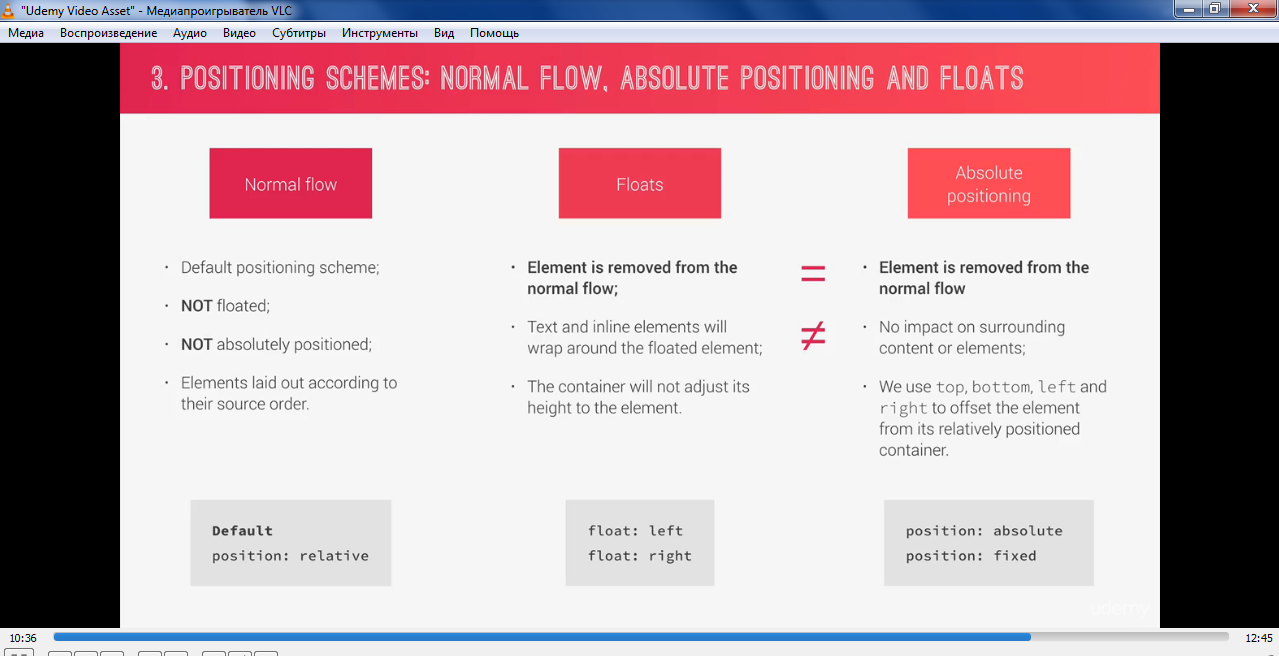 "Udemy Video Asset" - Медиапроигрыватель VLC
Медиа Воспроизведение Аудио Видео Субтитры Инструменты Вид Помощь
3. POSITIONING SCHEMES: NORMAL FLOW, ABSOLUTE POSITIONING AND FLOATS
Normal flow
· Default positioning scheme;
· NOT floated;
· NOT absolutely positioned;
· Elements laid out according to
their source order.
Default
position: relative
Floats
· Element is removed from the
normal flow;
· Text and inline elements will
wrap around the floated element;
· The container will not adjust its
height to the element.
float: left
float: right
=
≠
Absolute
positioning
· Element is removed from the
normal flow
· No impact on surrounding
content or elements;
· We use top, bottom, left and
right to offset the element
from its relatively positioned
container.
position: absolute
position: fixed
udemy
10:36 12:45